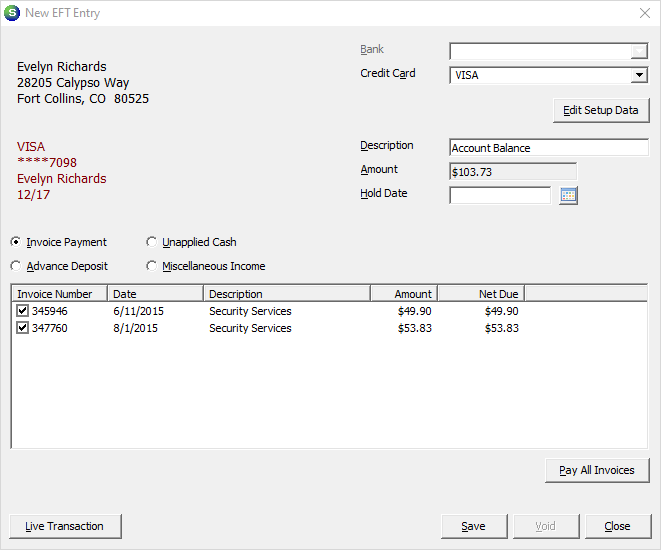 S New EFT Entry
Evelyn Richards
28205 Calypso Way
Fort Collins, CO 80525
VISA
****7098
Evelyn Richards
12/17
Bank
Credit Card VISA
Edit Setup Data
Description Account Balance
Amount $103.73
Hold Date
Invoice Payment Unapplied Cash
Advance Deposit Miscellaneous Income
Invoice Number Date Description Amount Net Due
345946 6/11/2015 Security Services $49.90 $49.90
347760 8/1/2015 Security Services $53.83 $53.83
Pay All Invoices
Live Transaction Save Void Close